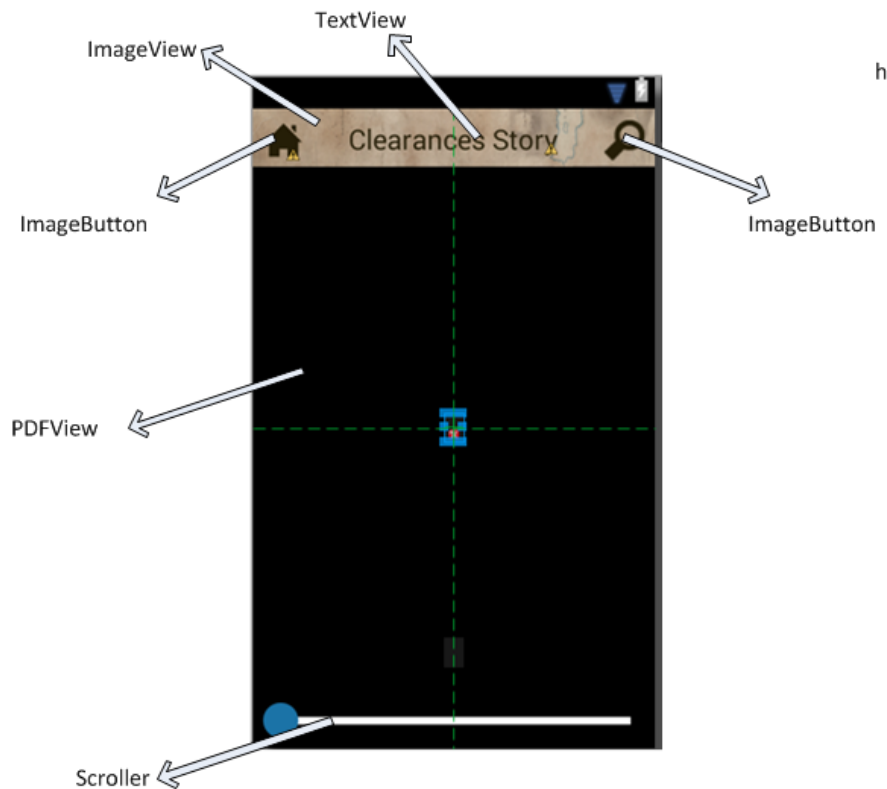 TextView
ImageView
h
Clearances Story
ImageButton
ImageButton
PDFView
Scroller